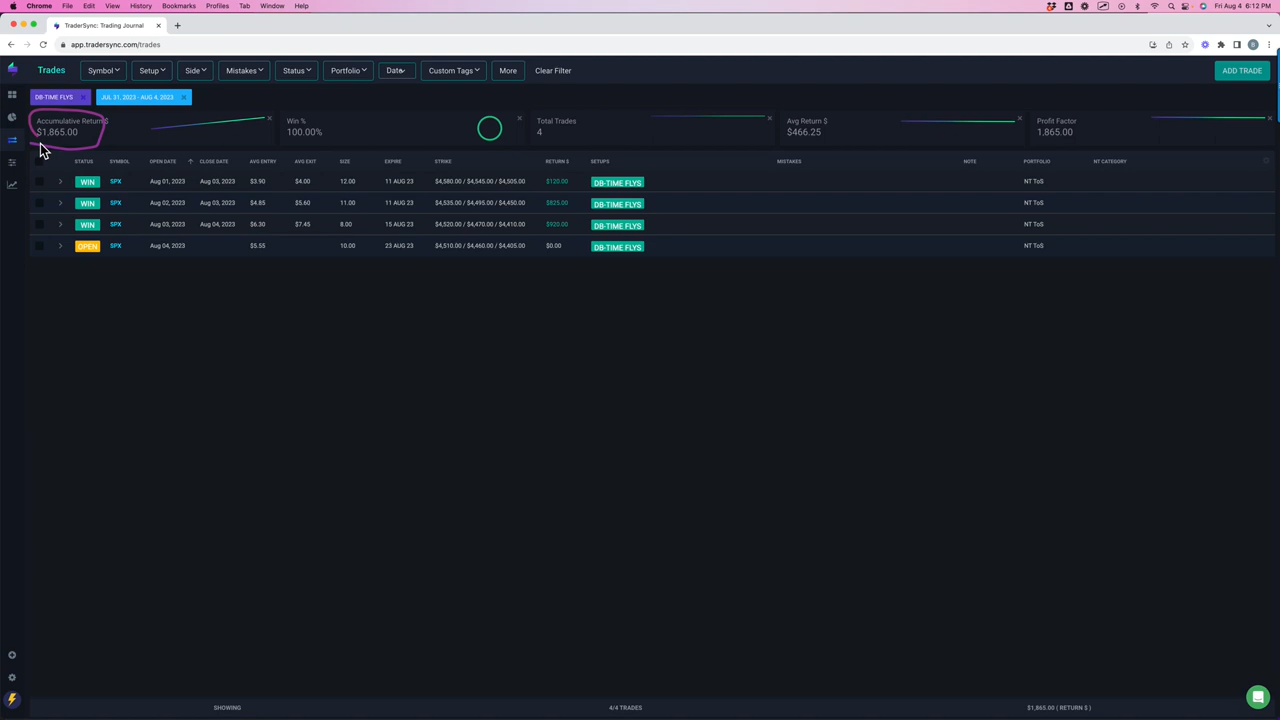 Chrome File Edit View History Bookmarks Profiles Tab Window Help Fri Aug 4 6:12 PM
TraderSync: Trading Journal
app.tradersync.com/trades
Trades Symbol Setup Side Mistakes Status Portfolio Date Custom Tags More Clear Filter ADD TRADE
DB-TIME FLYS JUL 31, 2023 - AUG 4, 2023
Accumulative Return $ Win % Total Trades Avg Return $ Profit Factor
$1,865.00 100.00% 4 $466.25 1,865.00
STATUS SYMBOL OPEN DATE CLOSE DATE AVG ENTRY AVG EXIT SIZE EXPIRE STRIKE RETURN $ SETUPS MISTAKES NOTE PORTFOLIO NT CATEGORY
WIN SPX Aug 01, 2023 Aug 03, 2023 $3.90 $4.00 12.00 11 AUG 23 $4,580.00 / $4,545.00 / $4,505.00 $120.00 DB-TIME FLYS NT ToS
WIN SPX Aug 02, 2023 Aug 03, 2023 $4.85 $5.60 11.00 11 AUG 23 $4,535.00 / $4,495.00 / $4,450.00 $825.00 DB-TIME FLYS NT ToS
WIN SPX Aug 03, 2023 Aug 04, 2023 $6.30 $7.45 8.00 15 AUG 23 $4,520.00 / $4,470.00 / $4,410.00 $920.00 DB-TIME FLYS NT ToS
OPEN SPX Aug 04, 2023 $5.55 10.00 23 AUG 23 $4,510.00 / $4,460.00 / $4,405.00 $0.00 DB-TIME FLYS NT ToS
SHOWING 4/4 TRADES $1,865.00 ( RETURN $ )